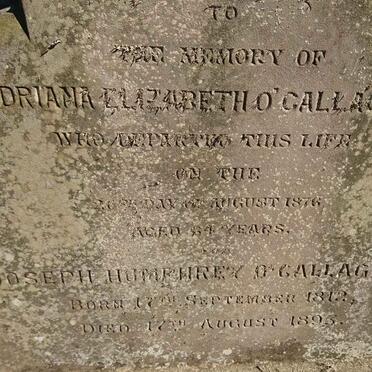 TO
THE MEMORY OF
DRIANA ELIZABETH O'CALLAG
WHO DEPARTED THIS LIFE
ON THE
DAY OF AUGUST 1876
AGED 64 YEARS.
JOSEPH HUMPHREY O'CALLAG
BORN 17TH SEPTEMBER 1812,
DIED 17TH AUGUST 1895.